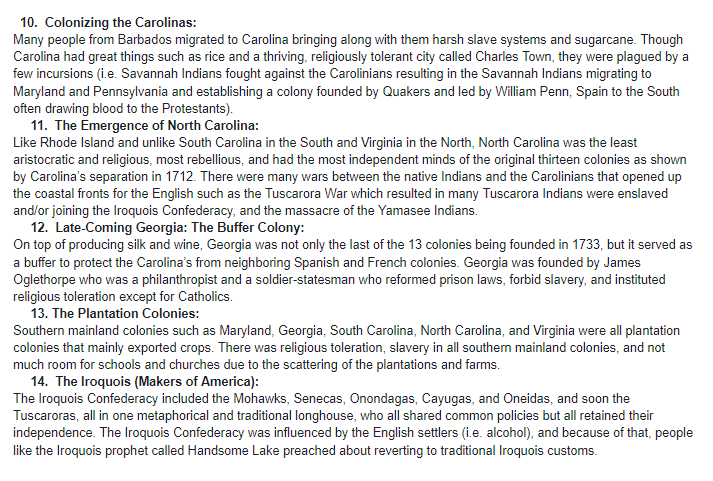 10. Colonizing the Carolinas:
Many people from Barbados migrated to Carolina bringing along with them harsh slave systems and sugarcane. Though
Carolina had great things such as rice and a thriving, religiously tolerant city called Charles Town, they were plagued by a
few incursions (i.e. Savannah Indians fought against the Carolinians resulting in the Savannah Indians migrating to
Maryland and Pennsylvania and establishing a colony founded by Quakers and led by William Penn, Spain to the South
often drawing blood to the Protestants).
11. The Emergence of North Carolina:
Like Rhode Island and unlike South Carolina in the South and Virginia in the North, North Carolina was the least
aristocratic and religious, most rebellious, and had the most independent minds of the original thirteen colonies as shown
by Carolina's separation in 1712. There were many wars between the native Indians and the Carolinians that opened up
the coastal fronts for the English such as the Tuscarora War which resulted in many Tuscarora Indians were enslaved
and/or joining the Iroquois Confederacy, and the massacre of the Yamasee Indians.
12. Late-Coming Georgia: The Buffer Colony:
On top of producing silk and wine, Georgia was not only the last of the 13 colonies being founded in 1733, but it served as
a buffer to protect the Carolina's from neighboring Spanish and French colonies. Georgia was founded by James
Oglethorpe who was a philanthropist and a soldier-statesman who reformed prison laws, forbid slavery, and instituted
religious toleration except for Catholics.
13. The Plantation Colonies:
Southern mainland colonies such as Maryland, Georgia, South Carolina, North Carolina, and Virginia were all plantation
colonies that mainly exported crops. There was religious toleration, slavery in all southern mainland colonies, and not
much room for schools and churches due to the scattering of the plantations and farms.
14. The Iroquois (Makers of America):
The Iroquois Confederacy included the Mohawks, Senecas, Onondagas, Cayugas, and Oneidas, and soon the
Tuscaroras, all in one metaphorical and traditional longhouse, who all shared common policies but all retained their
independence. The Iroquois Confederacy was influenced by the English settlers (i.e. alcohol), and because of that, people
like the Iroquois prophet called Handsome Lake preached about reverting to traditional Iroquois customs.